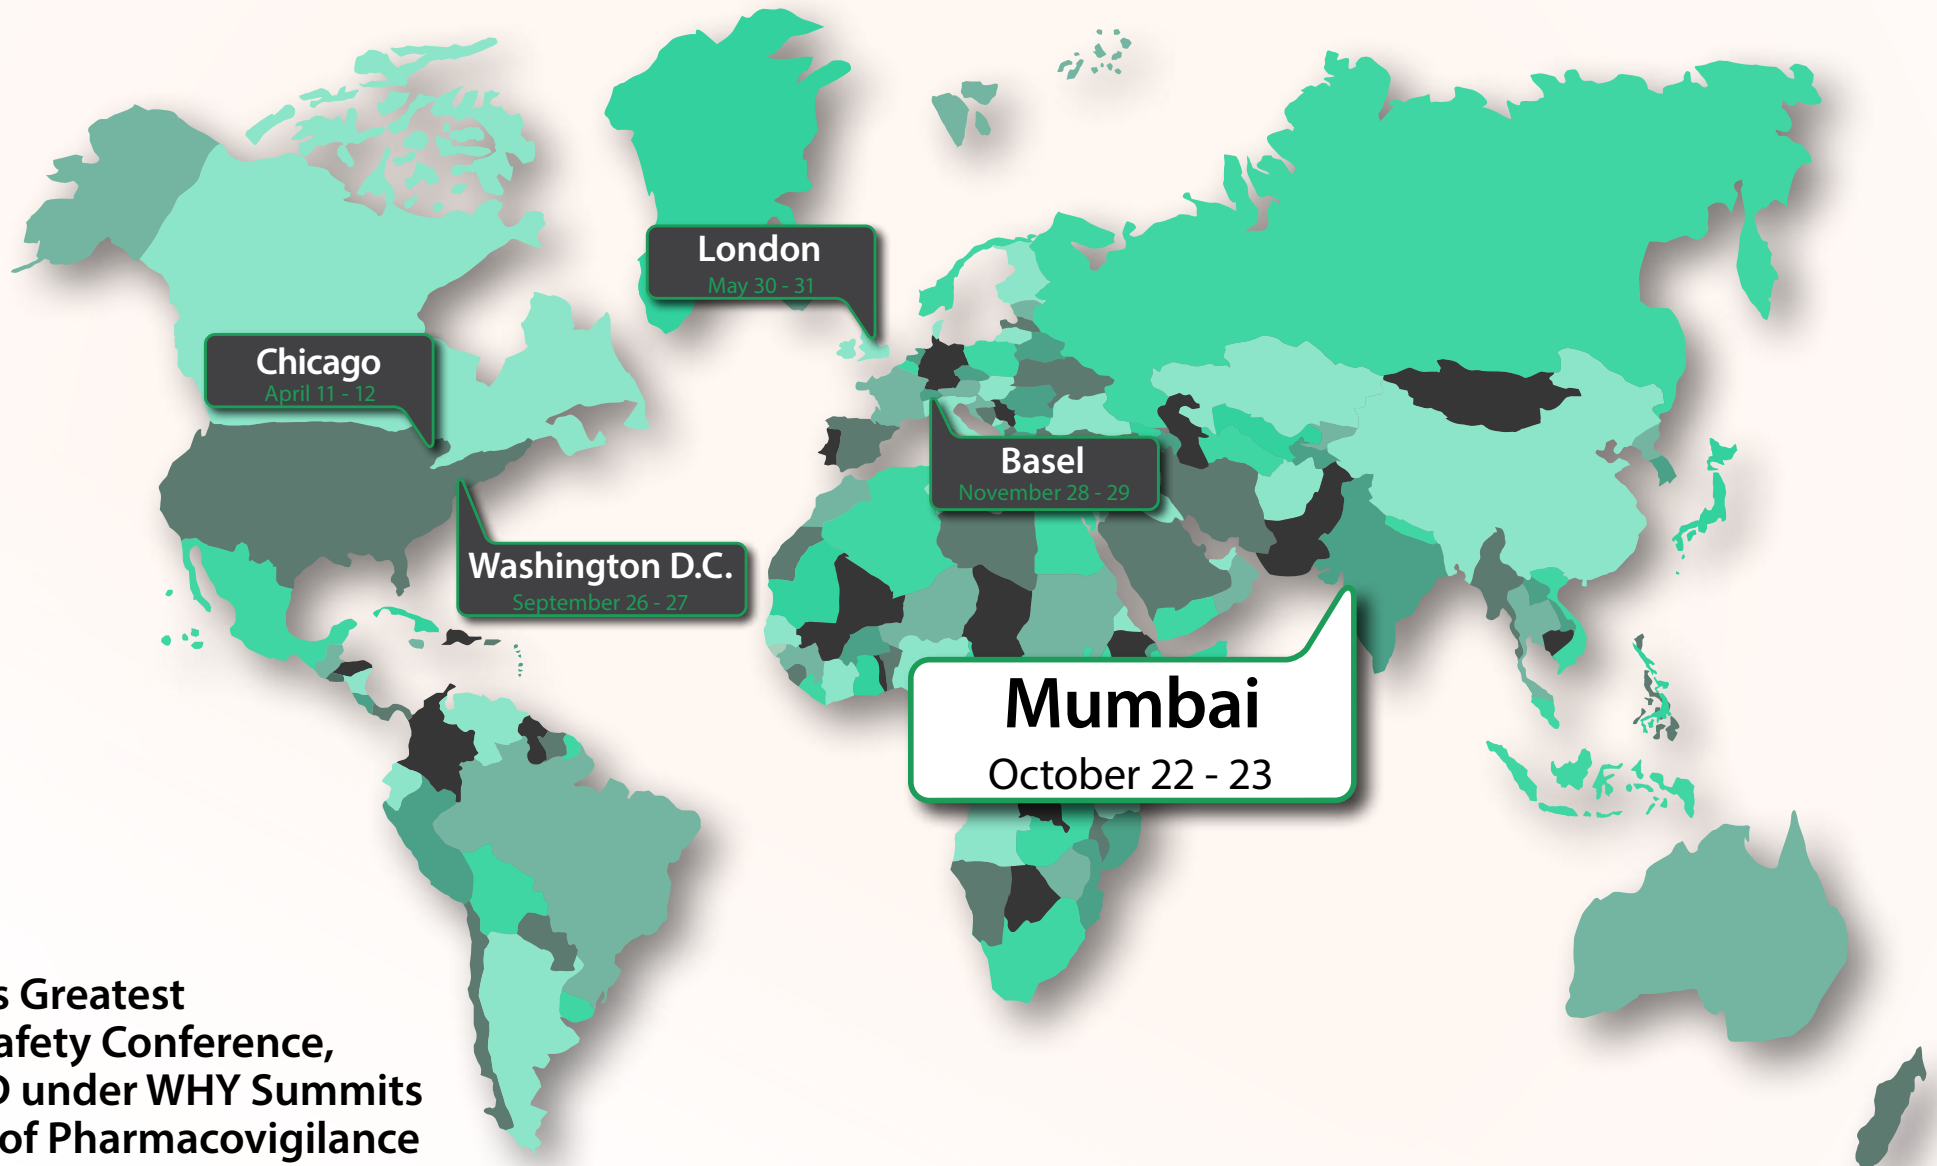 London
May 30 - 31
Chicago
April 11 - 12
Basel
November 28 - 29
Washington D.C.
September 26 - 27
Mumbai
October 22 - 23
Greatest
Conference,
under WHY Summits
of Pharmacovigilance